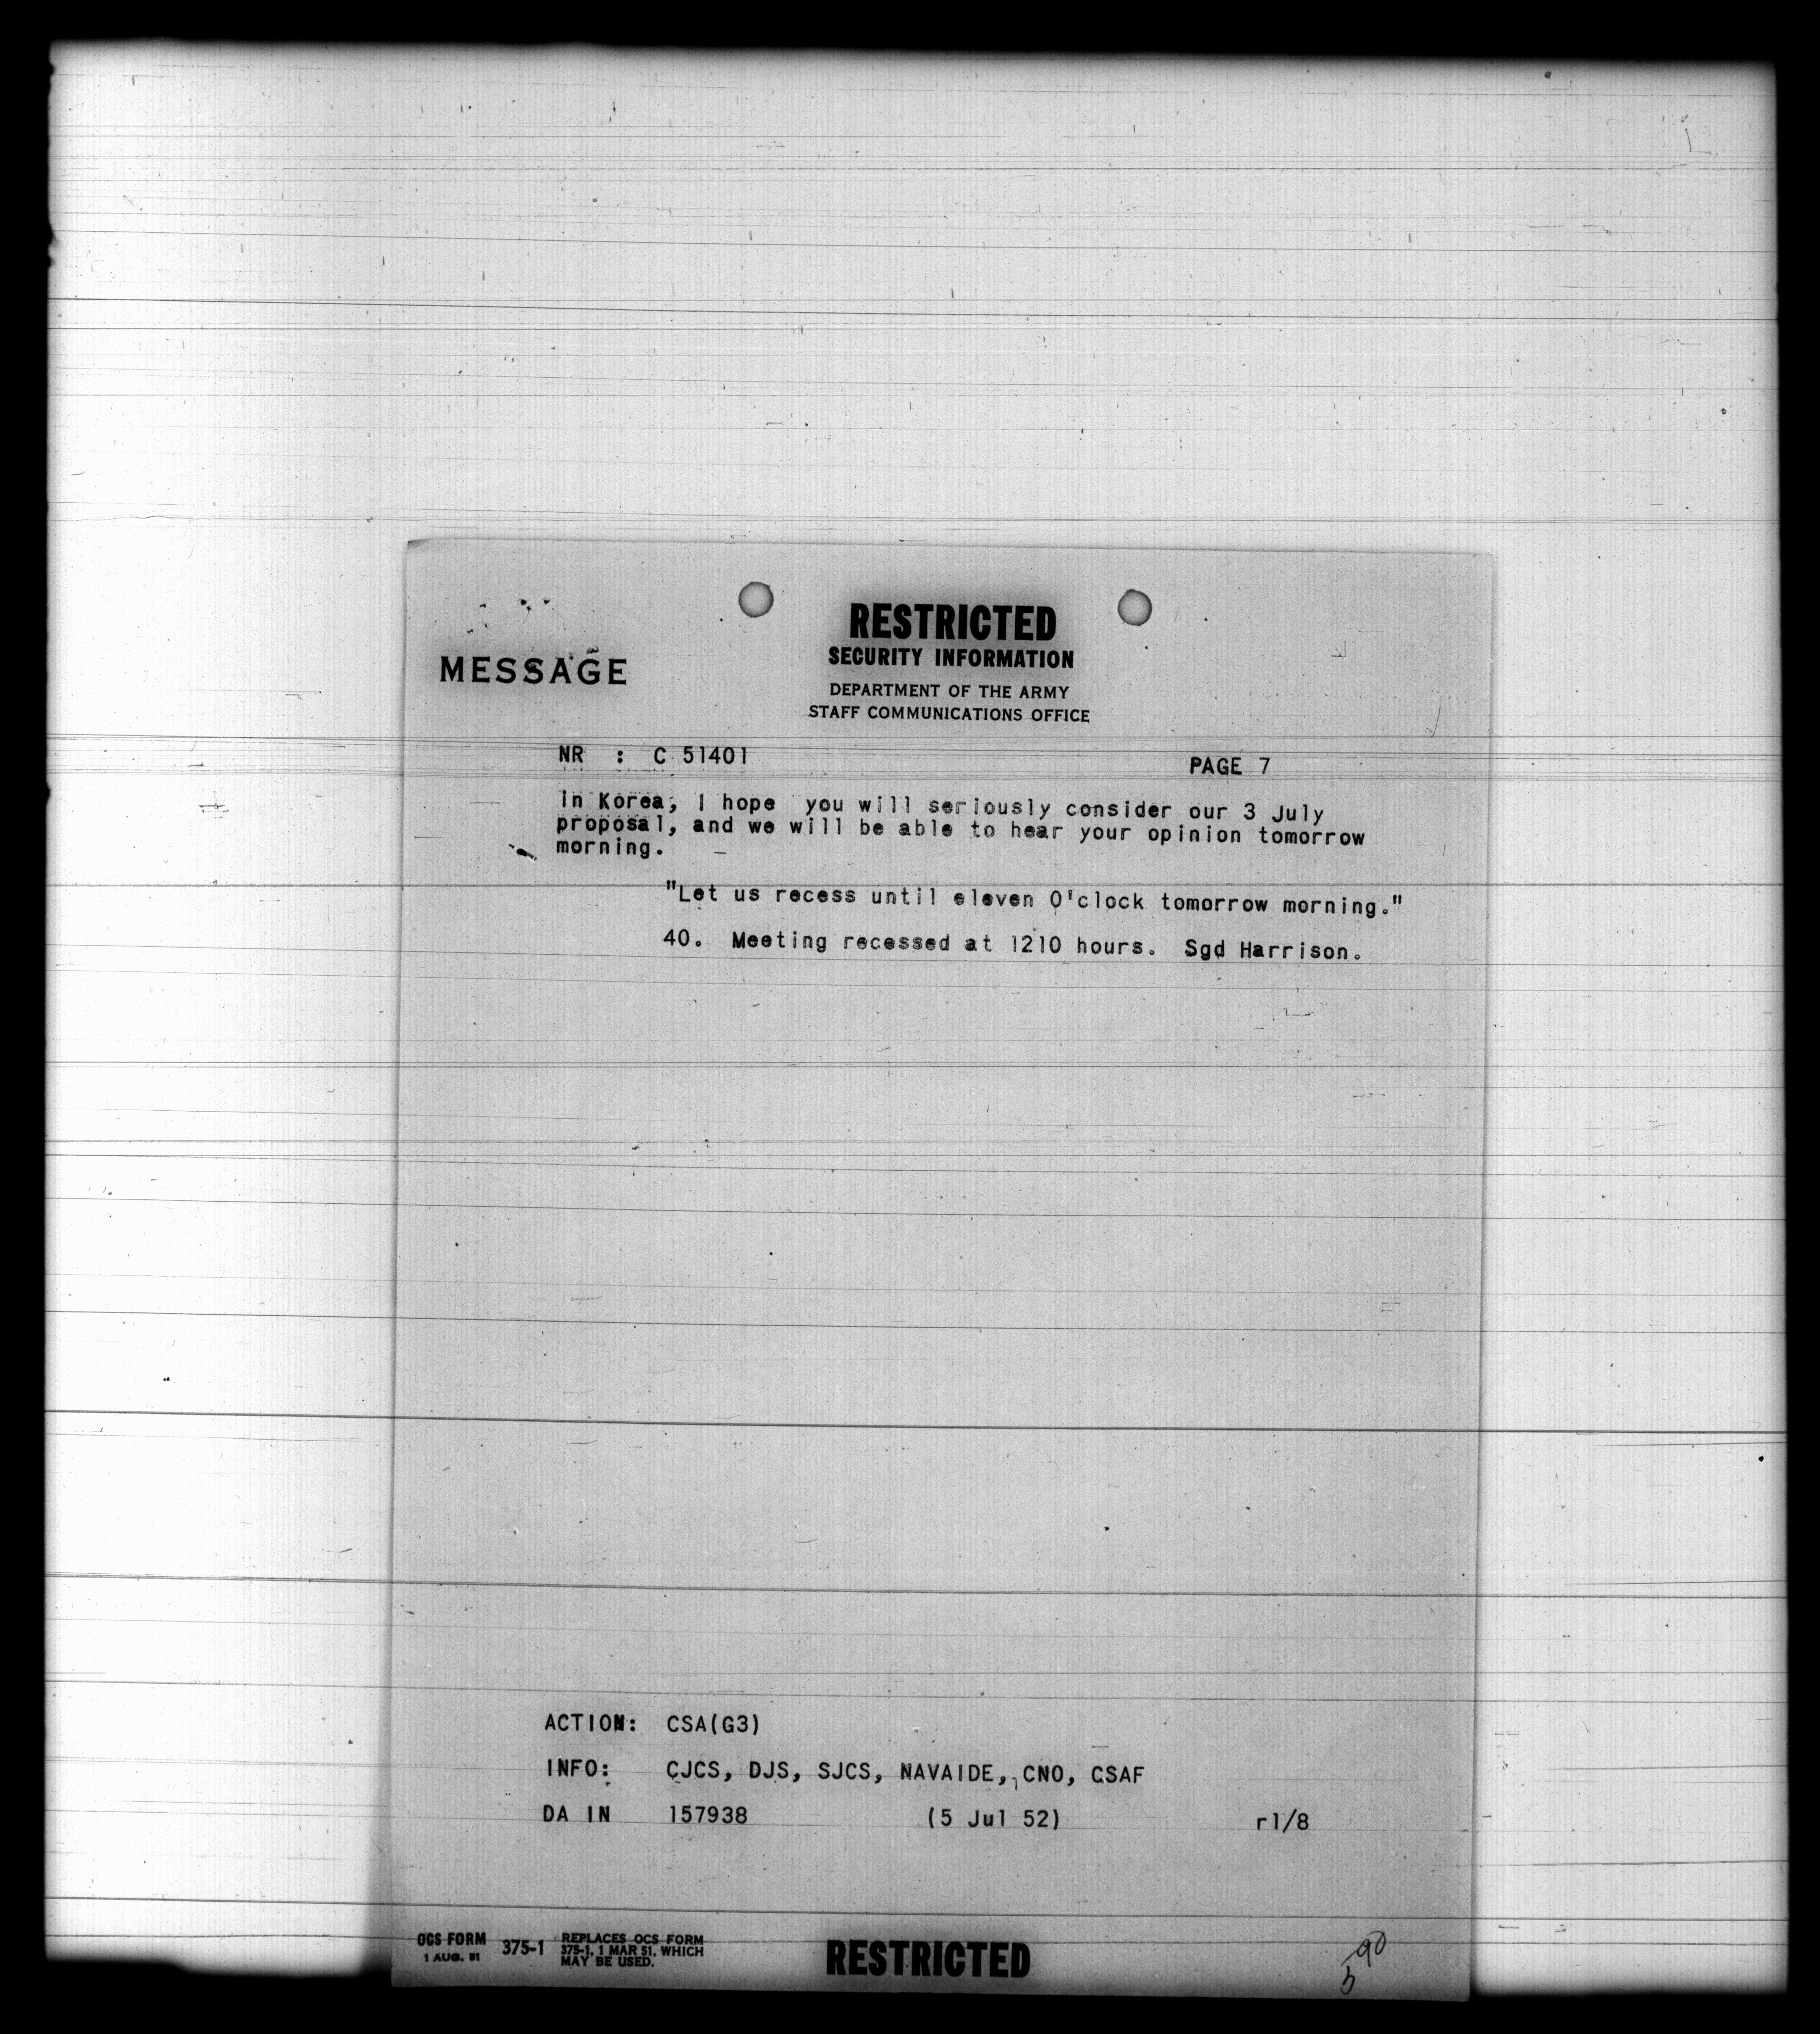 RESTRICTED
SECURITY INFORMATION
MESSAGE
DEPARTMENT OF THE ARMY
STAFF COMMUNICATIONS OFFICE
NR : C 51401 PAGE 7
in Korea, I hope you will seriously consider our 3 July
proposal, and we will be able to hear your opinion tomorrow
morning.
"Let us recess until eleven O'clock tomorrow morning."
40. Meeting recessed at 1210 hours. Sgd Harrison.
ACTION: CSA(G3)
INFO: CJCS, DJS, SJCS, NAVAIDE, CNO, CSAF
DA IN 157938 (5 Jul 52) r1/8
OCS FORM 375-1 REPLACES OCS FORM
1 AUG. 51 375-1, 1 MAR 51, WHICH
MAY BE USED.
RESTRICTED